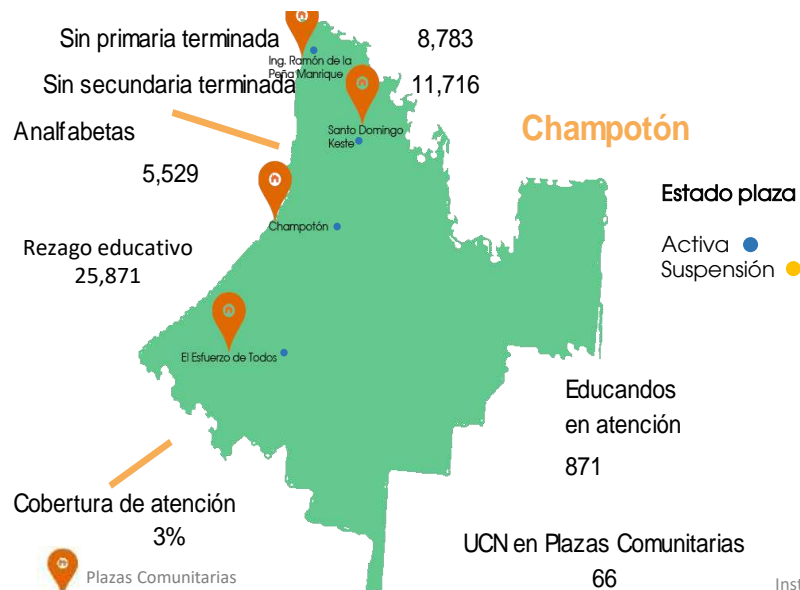 Sin primaria terminada 8,783
Ing. Ramón de la
Peña Manrique
Sin secundaria terminada 11,716
Analfabetas
Santo Domingo
Keste
Champotón
5,529
Estado plaza
Champotón
Rezago educativo
25,871
Activa
Suspensión
El Esfuerzo de Todos
Educandos
en atención
871
Cobertura de atención
3%
UCN en Plazas Comunitarias
66
Plazas Comunitarias
Inst